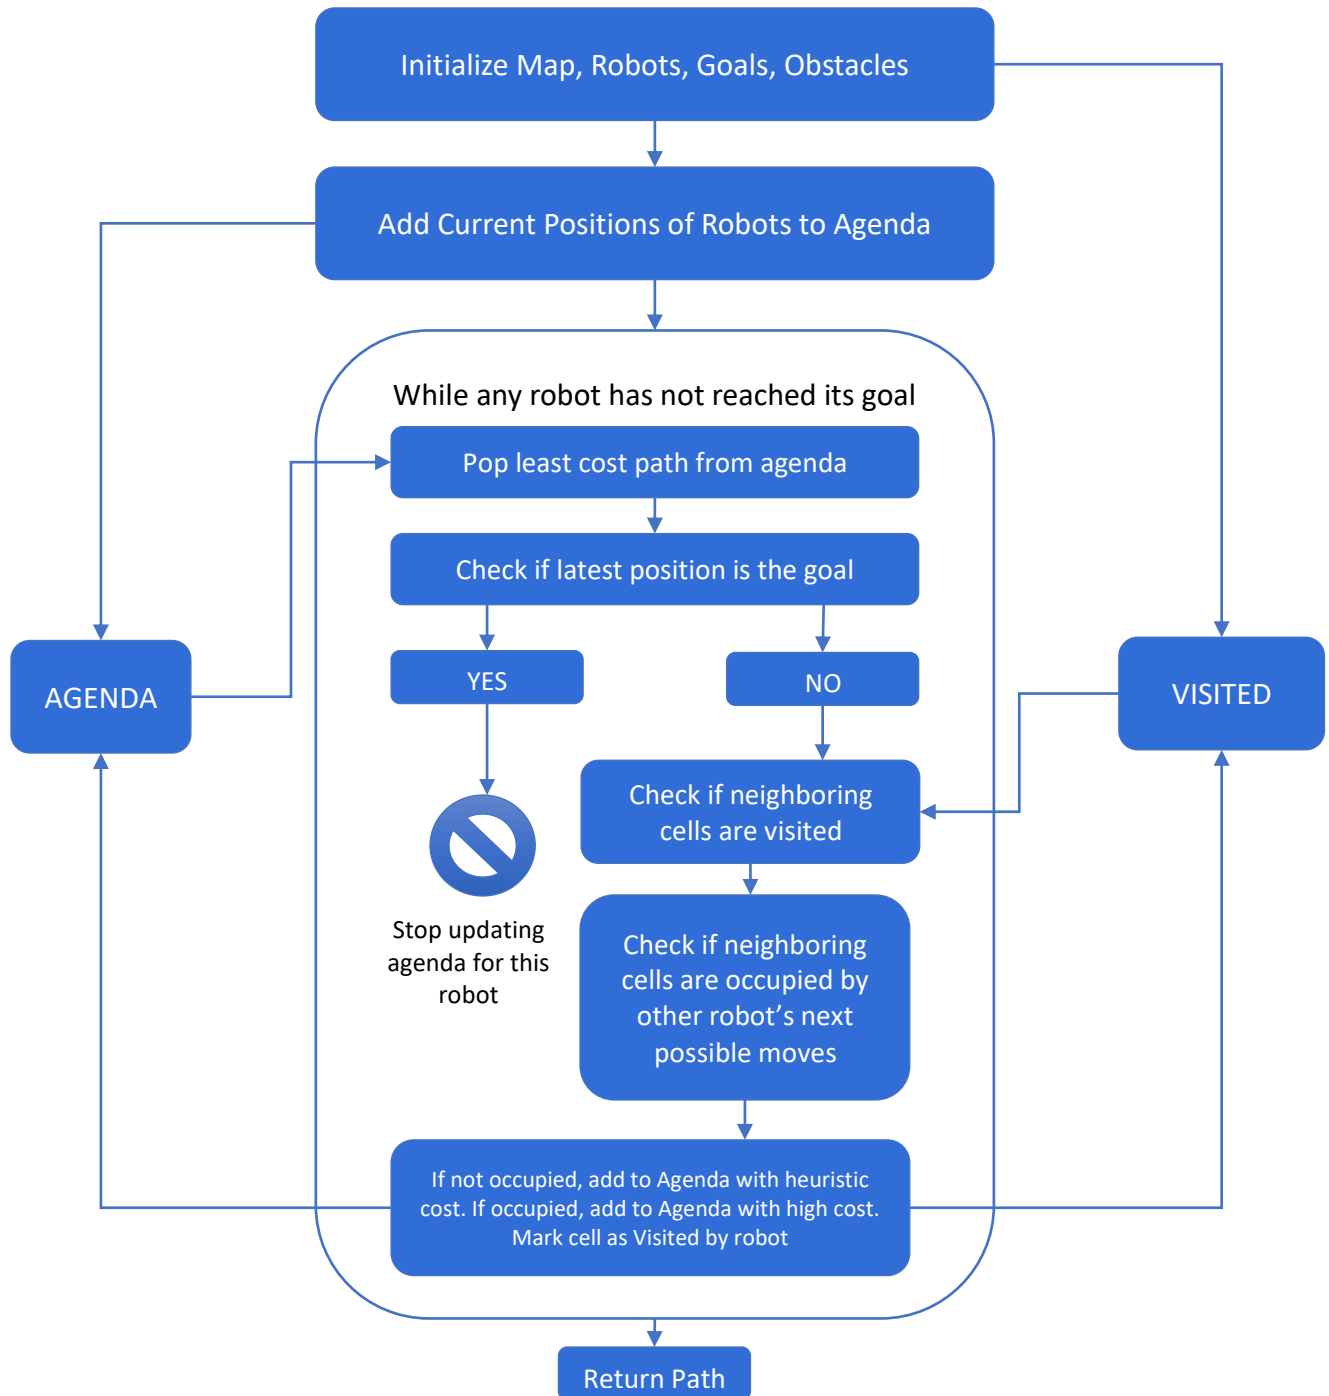 Initialize Map, Robots, Goals, Obstacles
Add Current Positions of Robots to Agenda
While any robot has not reached its goal
Pop least cost path from agenda
Check if latest position is the goal
YES
NO
AGENDA
VISITED
Check if neighboring
cells are visited
Stop updating
agenda for this
robot
Check if neighboring
cells are occupied by
other robot’s next
possible moves
If not occupied, add to Agenda with heuristic
cost. If occupied, add to Agenda with high cost.
Mark cell as Visited by robot
Return Path